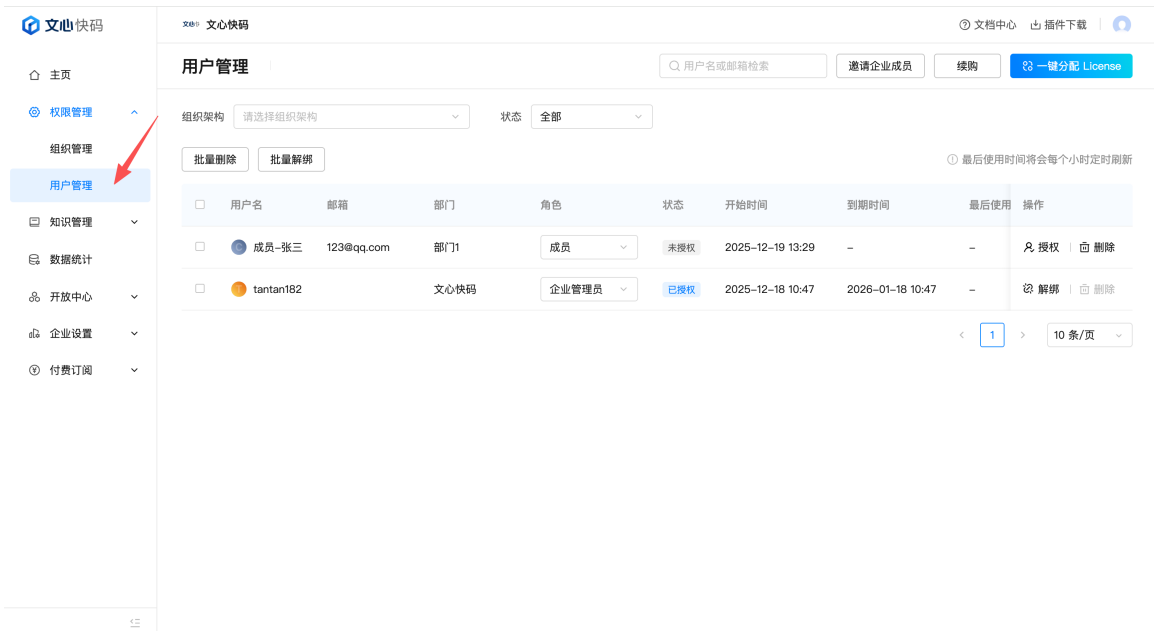 文心快码
文心快码 文心快码
文档中心 插件下载
主页
权限管理
组织管理
用户管理
知识管理
数据统计
开放中心
企业设置
付费订阅
用户管理
用户名或邮箱检索 邀请企业成员 续购 一键分配 License
组织架构 请选择组织架构 状态 全部
批量删除 批量解绑 最后使用时间将会每个小时定时刷新
用户名 邮箱 部门 角色 状态 开始时间 到期时间 最后使用 操作
成员-张三 123@qq.com 部门1 成员 未授权 2025-12-19 13:29 - - 授权 删除
tantan182 文心快码 企业管理员 已授权 2025-12-18 10:47 2026-01-18 10:47 - 解绑 删除
1 10 条/页